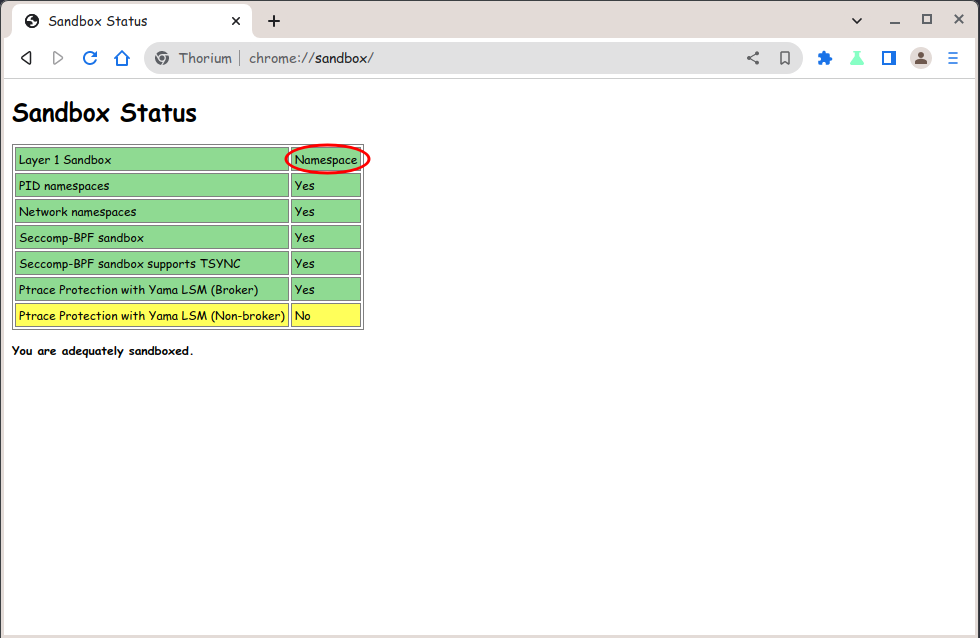 Sandbox Status
Thorium | chrome://sandbox/
Sandbox Status
Layer 1 Sandbox Namespace
PID namespaces Yes
Network namespaces Yes
Seccomp-BPF sandbox Yes
Seccomp-BPF sandbox supports TSYNC Yes
Ptrace Protection with Yama LSM (Broker) Yes
Ptrace Protection with Yama LSM (Non-broker) No
You are adequately sandboxed.